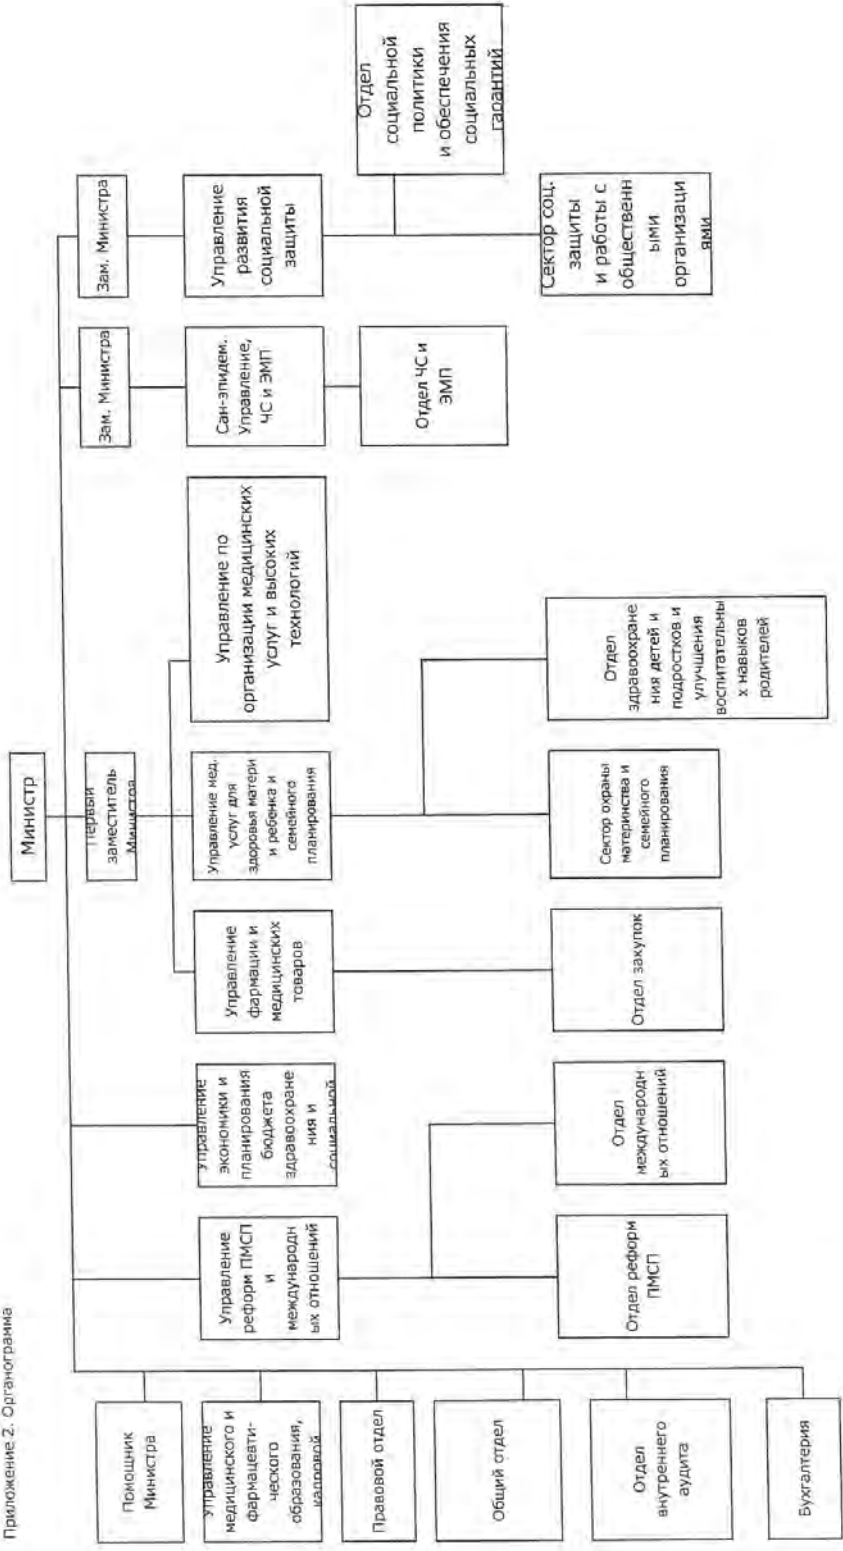 Приложение 2. Органограмма
Министр
Первый
заместитель
Министра
Зам. Министра
Зам. Министра
Управление
реформ ПМСП
и
международн
ых отношений
Управление
экономики и
планирования
бюджета
здравоохране
ния и
социальной
Управление
фармации и
медицинских
товаров
Управление мед.
услуг для
здоровья матери
и ребенка и
семейного
планирования
Управление по
организации медицинских
услуг и высоких
технологий
Сан-эпидем.
Управление,
ЧС и ЭМП
Управление
развития
социальной
защиты
Отдел ЧС и
ЭМП
Отдел
социальной
политики
и обеспечения
социальных
гарантий
Отдел реформ
ПМСП
Отдел
международн
ых отношений
Отдел закупок
Сектор охраны
материнства и
семейного
планирования
Отдел
здравоохране
ния детей и
подростков и
улучшения
воспитательны
х навыков
родителей
Сектор соц.
защиты
и работы с
общественн
ыми
организаци
ями
Помощник
Министра
Управление
медицинского и
фармацевти-
ческого
образования,
кадровой
Правовой отдел
Общий отдел
Отдел
внутреннего
аудита
Бухгалтерия